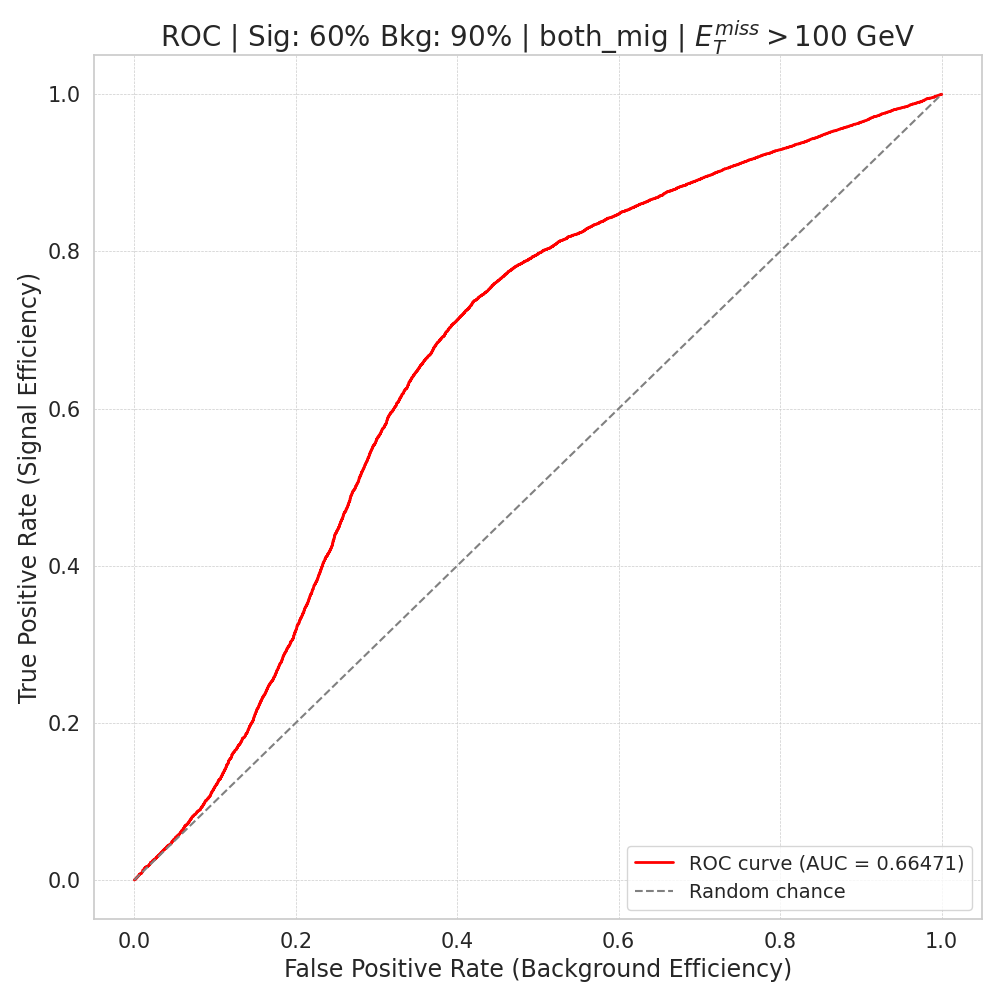 ROC | Sig: 60% Bkg: 90% | both_mig | $E_T^{miss}$ > 100 GeV
1.0
0.8
0.6
0.4
0.2
0.0
True Positive Rate (Signal Efficiency)
ROC curve (AUC = 0.66471)
Random chance
0.0 0.2 0.4 0.6 0.8 1.0
False Positive Rate (Background Efficiency)